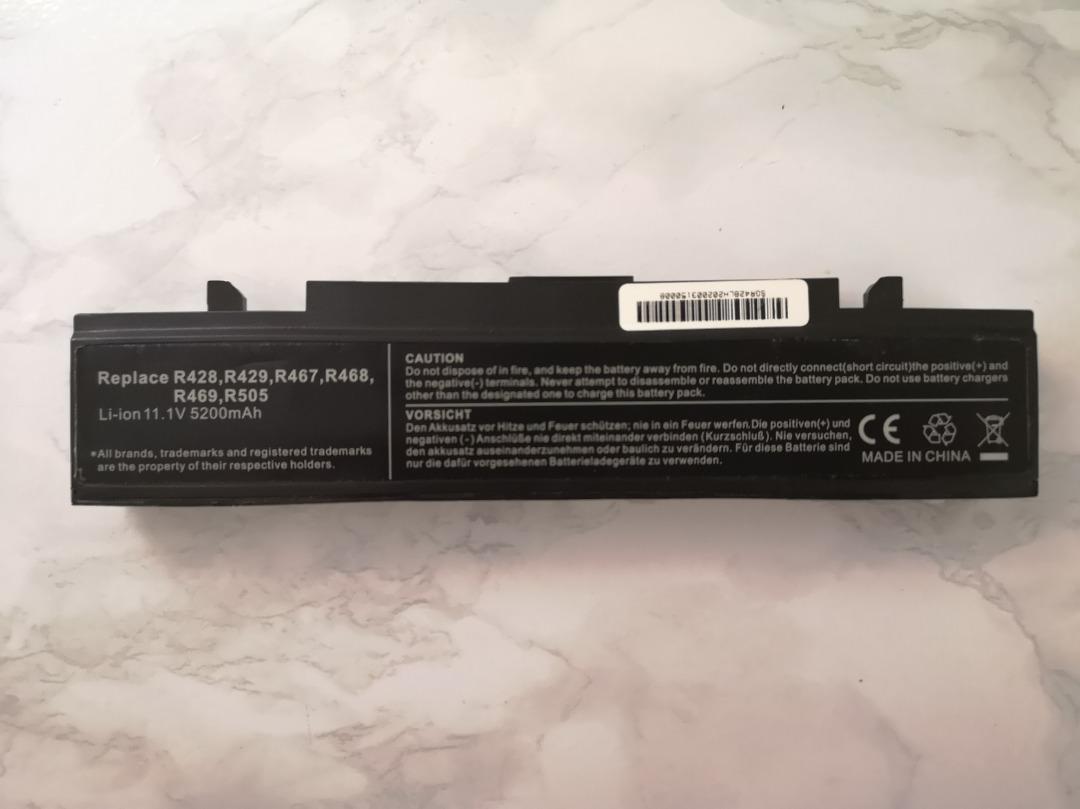 SDR428LH202003150008
Replace R428,R429,R467,R468,
R469,R505
Li-ion 11.1V 5200mAh
*All brands, trademarks and registered trademarks
are the property of their respective holders.
CAUTION
Do not dispose of in fire, and keep the battery away from fire. Do not directly connect(short circuit)the positive(+) and
the negative(-) terminals. Never attempt to disassemble or reassemble the battery pack. Do not use battery chargers
other than the designated one to charge this battery pack.
VORSICHT
Den Akkusatz vor Hitze und Feuer schützen; nie in ein Feuer werfen.Die positiven(+) und
negativen (-) Anschlüße nie direkt miteinander verbinden (Kurzschluß). Nie versuchen,
den akkusatz auseinanderzunehmen oder baulich zu verändern. Für diese Batterie sind
nur die dafür vorgesehenen Batterieladegeräte zu verwenden.
CE
MADE IN CHINA